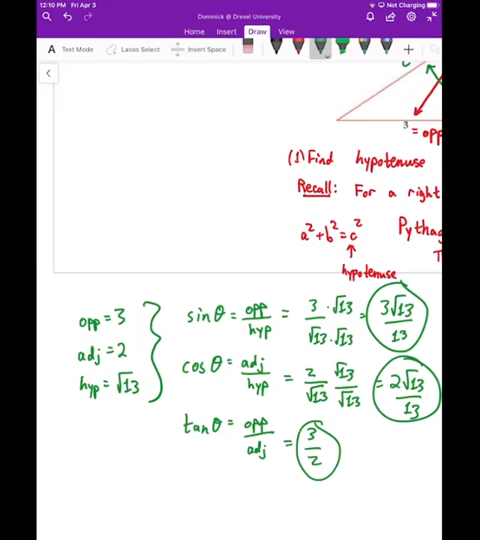 12:10 PM Fri Apr 3
Not Charging
Dominick @ Drexel University
Home Insert Draw View
A Text Mode Lasso Select Insert Space
3 = opp
(1) Find hypotenuse
Recall: For a right
a²+b²=c² Pythag
↑
hypotenuse
opp = 3
adj = 2
hyp = √13
sinθ = opp/hyp = 3·√13/√13·√13 = 3√13/13
cosθ = adj/hyp = 2/√13 √13/√13 = 2√13/13
tanθ = opp/adj = 3/2